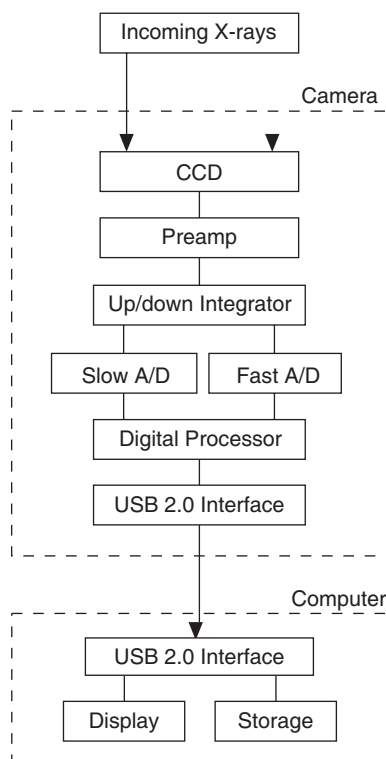 Incoming X-rays
Camera
CCD
Preamp
Up/down Integrator
Slow A/D
Fast A/D
Digital Processor
USB 2.0 Interface
Computer
USB 2.0 Interface
Display
Storage